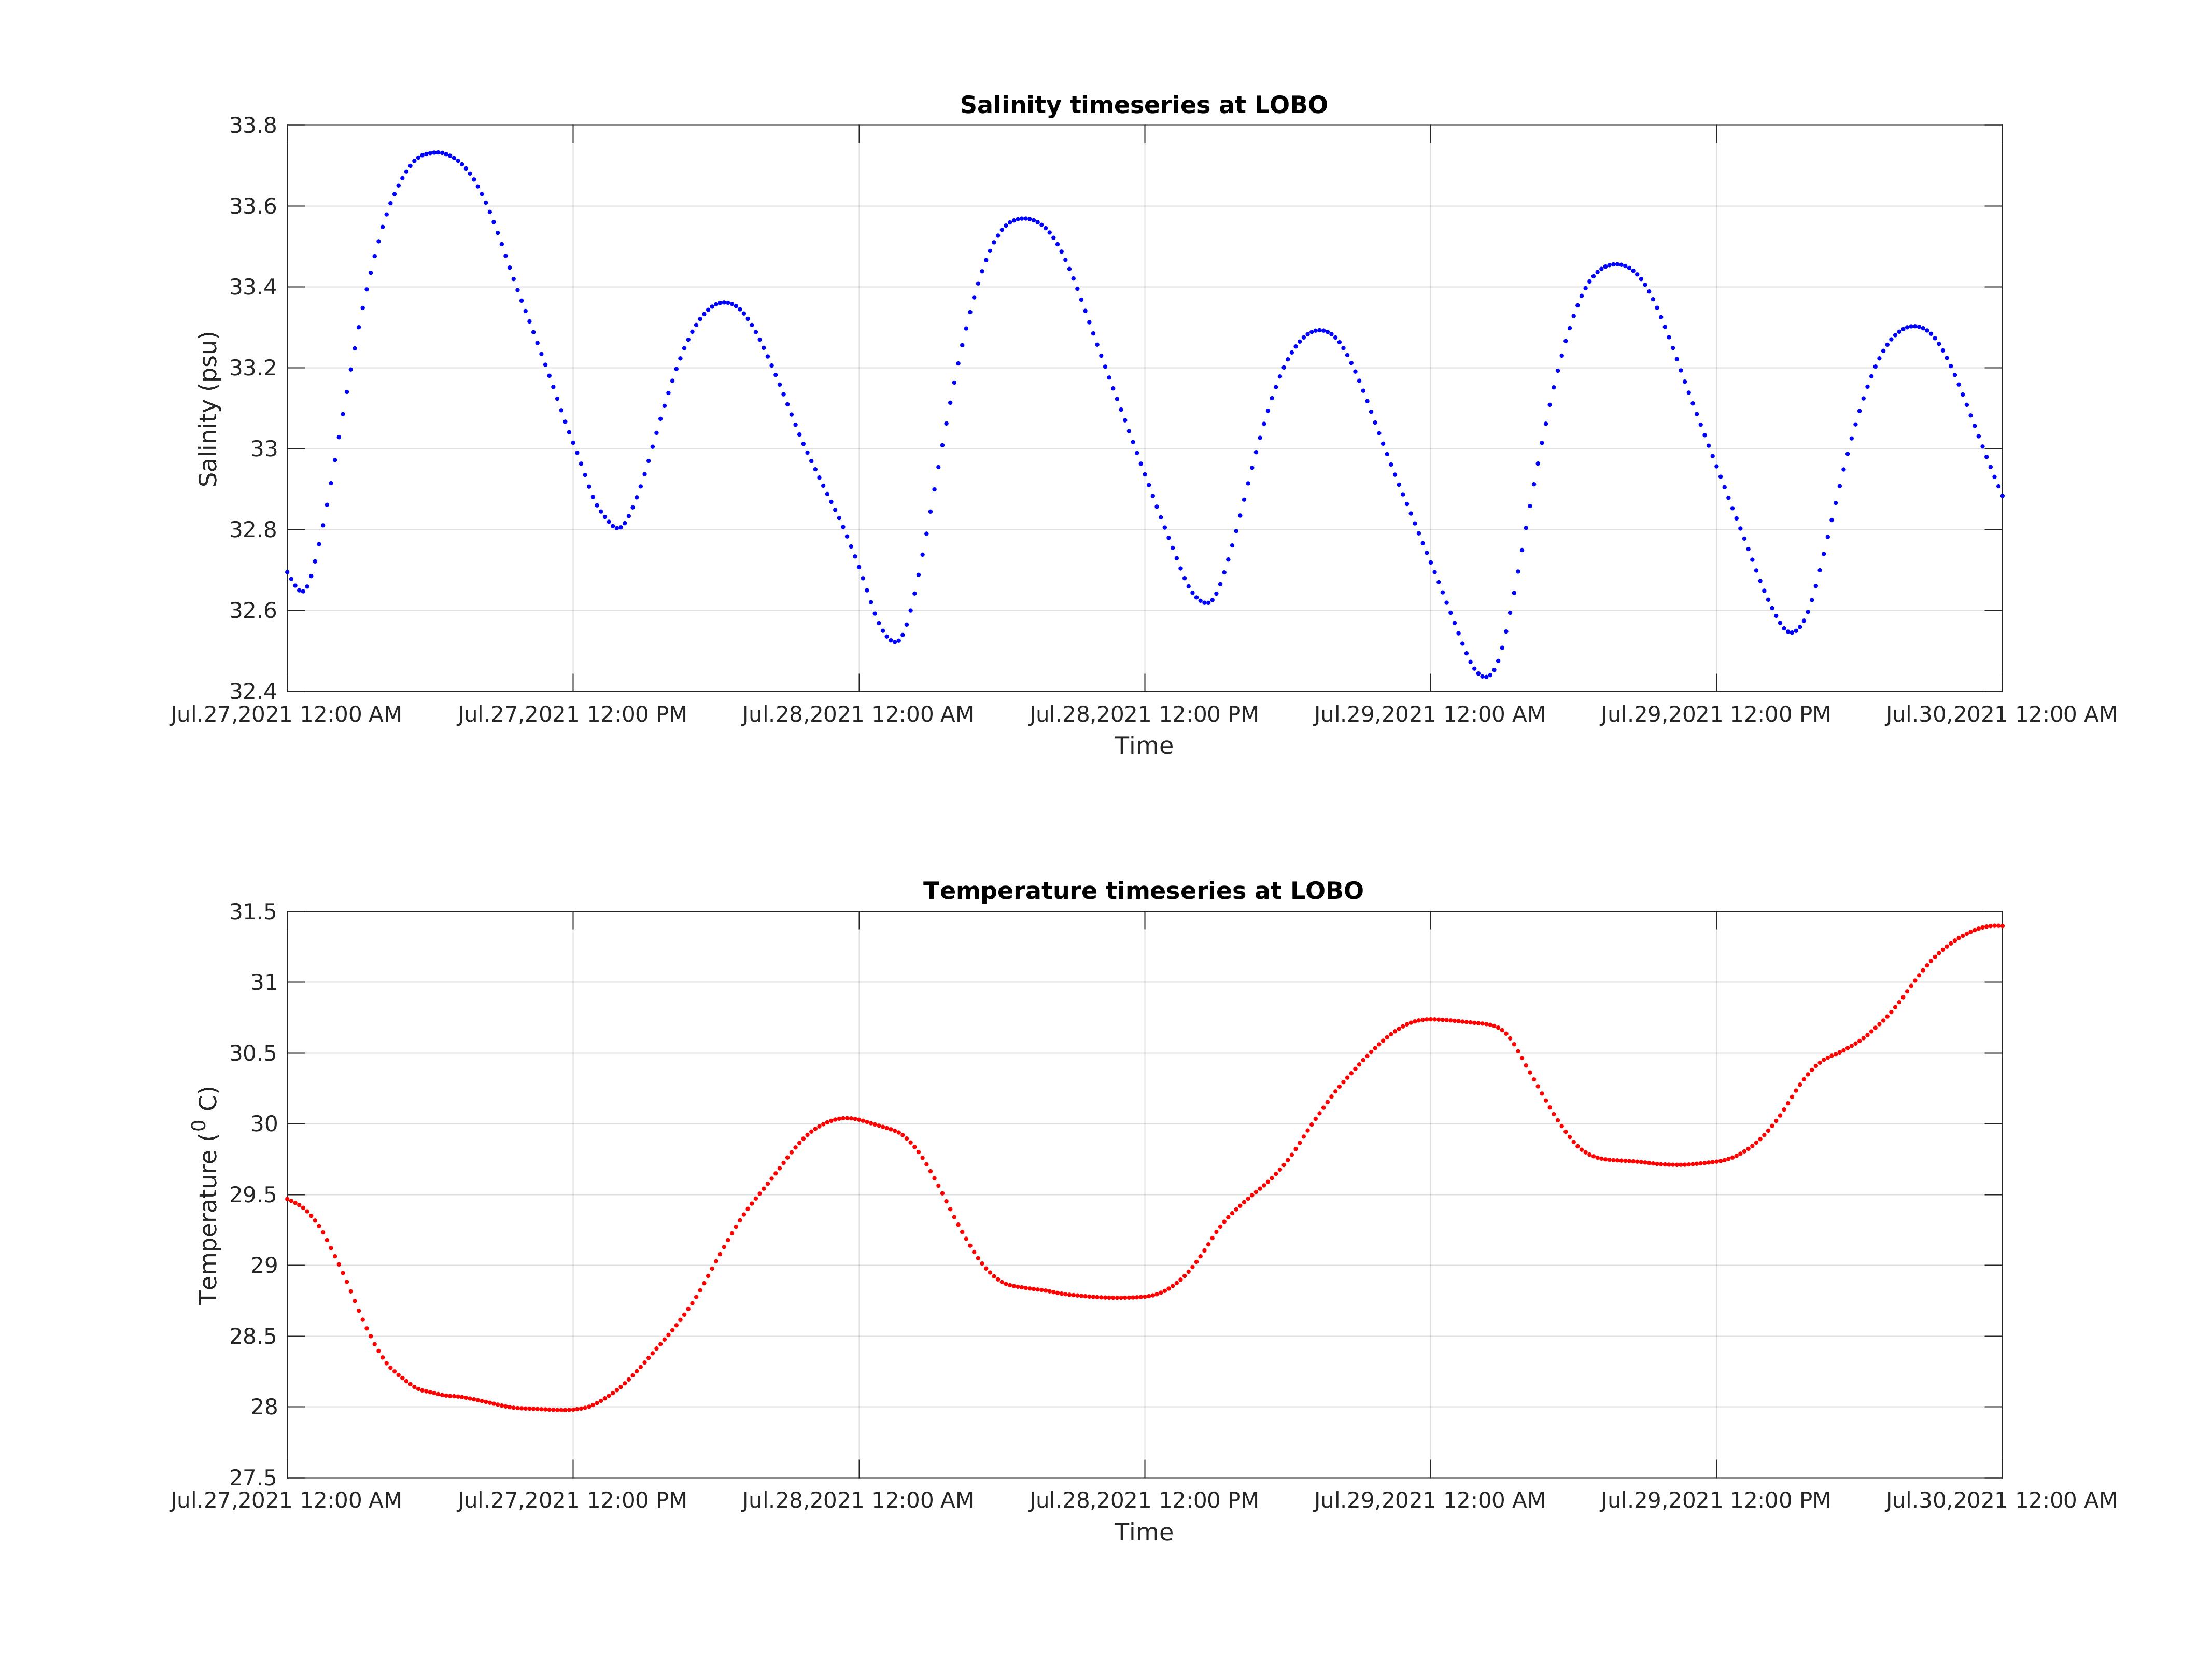 Salinity timeseries at LOBO
33.8
33.6
33.4
33.2
33
32.8
32.6
32.4
Salinity (psu)
Jul.27,2021 12:00 AM Jul.27,2021 12:00 PM Jul.28,2021 12:00 AM Jul.28,2021 12:00 PM Jul.29,2021 12:00 AM Jul.29,2021 12:00 PM Jul.30,2021 12:00 AM
Time
Temperature timeseries at LOBO
31.5
31
30.5
30
29.5
29
28.5
28
27.5
Temperature (⁰ C)
Jul.27,2021 12:00 AM Jul.27,2021 12:00 PM Jul.28,2021 12:00 AM Jul.28,2021 12:00 PM Jul.29,2021 12:00 AM Jul.29,2021 12:00 PM Jul.30,2021 12:00 AM
Time